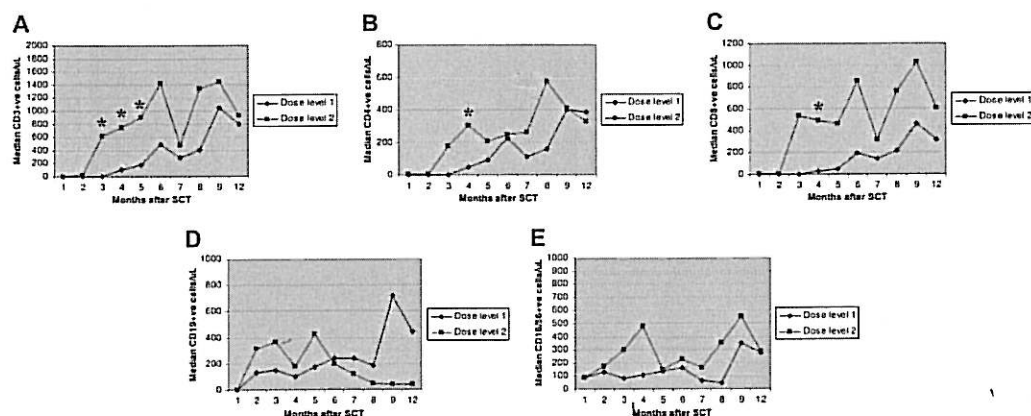 A
Median CD3+ve cells/uL
2000
1800
1600
1400
1200
1000
800
600
400
200
0
* * *
1 2 3 4 5 6 7 8 9 12
Months after SCT
Dose level 1
Dose level 2
B
Median CD4+ve cells/uL
800
600
400
200
0
*
1 2 3 4 5 6 7 8 9 12
Months after SCT
Dose level 1
Dose level 2
C
Median CD8+ve cells/uL
1200
1000
800
600
400
200
0
*
1 2 3 4 5 6 7 8 9 12
Months after SCT
Dose level 1
Dose level 2
D
Median CD19+ve cells/uL
1000
800
600
400
200
0
1 2 3 4 5 6 7 8 9 12
Months after SCT
Dose level 1
Dose level 2
E
Median CD16/56+ve cells/uL
1000
900
800
700
600
500
400
300
200
100
0
1 2 3 4 5 6 7 8 9 12
Months after SCT
Dose level 1
Dose level 2